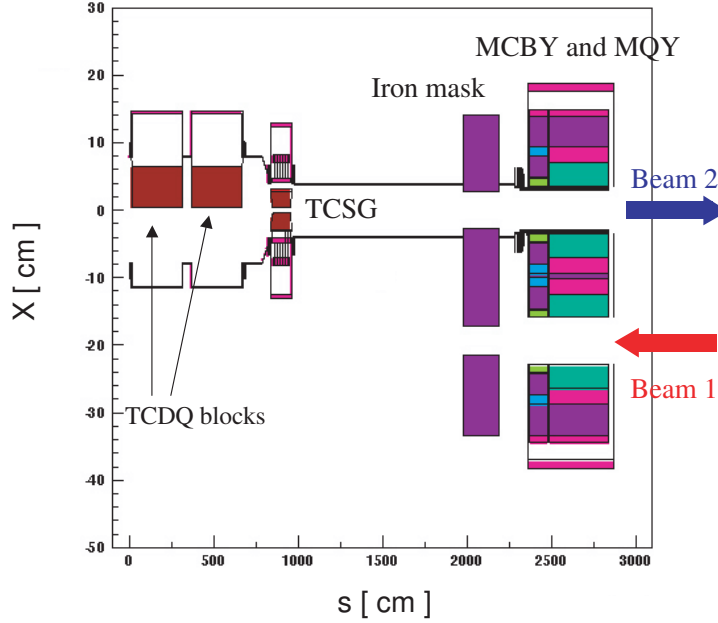 30
20
10
0
-10
-20
-30
-40
-50
X [ cm ]
MCBY and MQY
Iron mask
Beam 2
TCSG
Beam 1
TCDQ blocks
0 500 1000 1500 2000 2500 3000
s [ cm ]